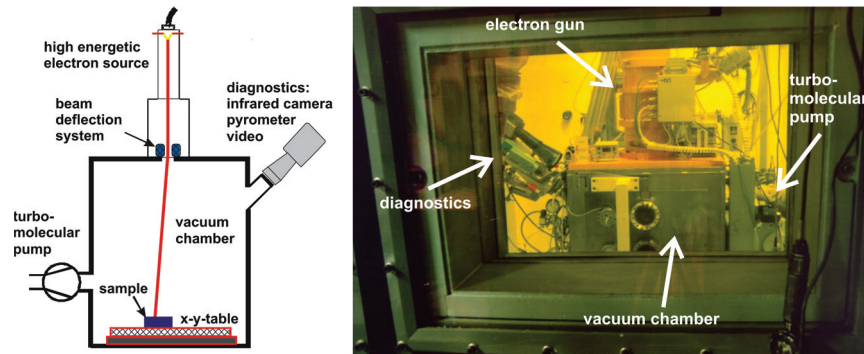 high energetic
electron source
beam
deflection
system
diagnostics:
infrared camera
pyrometer
video
turbo-
molecular
pump
vacuum
chamber
sample
x-y-table
electron gun
turbo-
molecular
pump
diagnostics
vacuum chamber